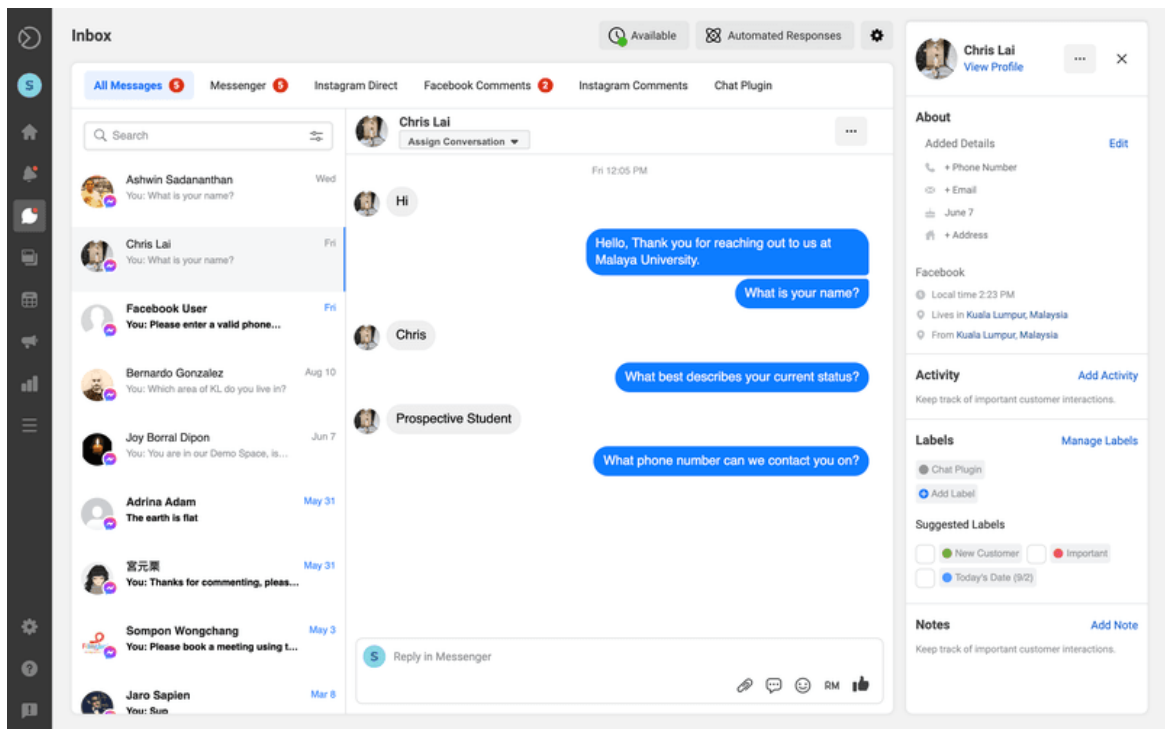 Inbox
Available
Automated Responses
S
All Messages 5
Messenger 5
Instagram Direct
Facebook Comments 2
Instagram Comments
Chat Plugin
Search
Ashwin Sadananthan
Wed
You: What is your name?
Chris Lai
Fri
You: What is your name?
Facebook User
Fri
You: Please enter a valid phone...
Bernardo Gonzalez
Aug 10
You: Which area of KL do you live in?
Joy Borral Dipon
Jun 7
You: You are in our Demo Space, is...
Adrina Adam
May 31
The earth is flat
宮元栗
May 31
You: Thanks for commenting, pleas...
Sompon Wongchang
May 3
You: Please book a meeting using t...
Jaro Sapien
Mar 8
You: Sup
Chris Lai
Assign Conversation
Fri 12:05 PM
Hi
Hello, Thank you for reaching out to us at
Malaya University.
What is your name?
Chris
What best describes your current status?
Prospective Student
What phone number can we contact you on?
S
Reply in Messenger
RM
Chris Lai
View Profile
About
Added Details
Edit
+ Phone Number
+ Email
June 7
+ Address
Facebook
Local time 2:23 PM
Lives in Kuala Lumpur, Malaysia
From Kuala Lumpur, Malaysia
Activity
Add Activity
Keep track of important customer interactions.
Labels
Manage Labels
Chat Plugin
Add Label
Suggested Labels
New Customer
Important
Today's Date (9/2)
Notes
Add Note
Keep track of important customer interactions.